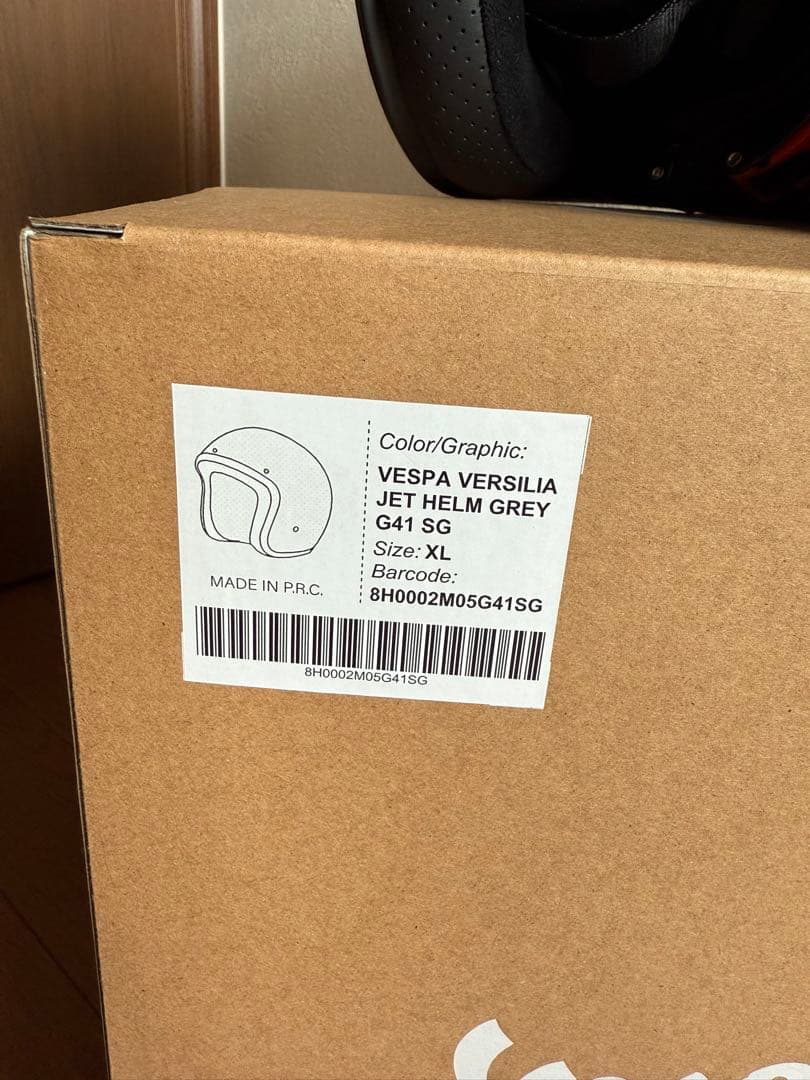 Color/Graphic:
VESPA VERSILIA
JET HELM GREY
G41 SG
Size: XL
Barcode:
8H0002M05G41SG
MADE IN P.R.C.
8H0002M05G41SG